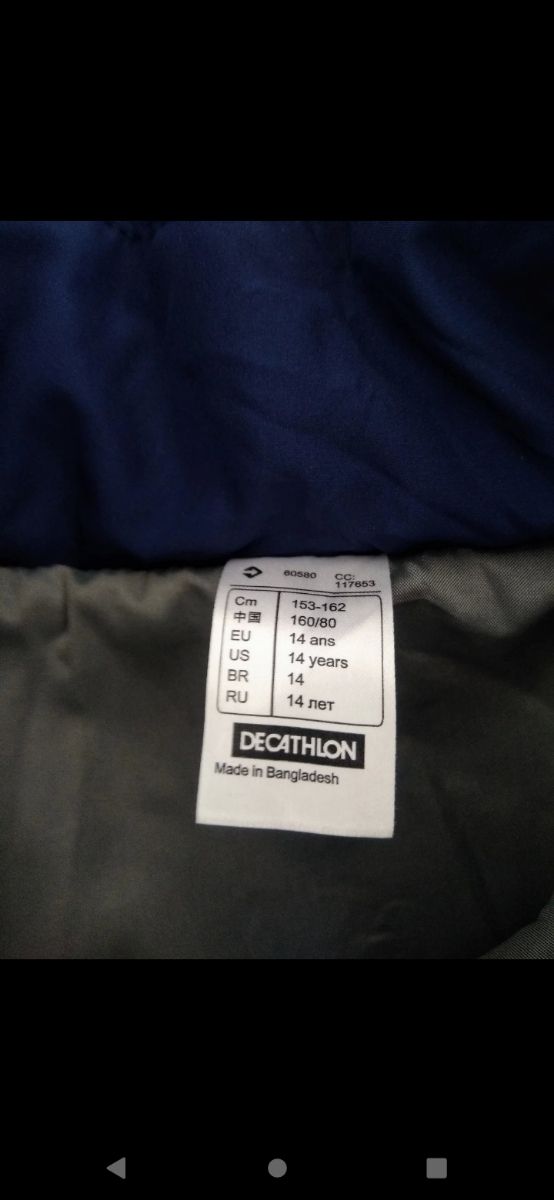 60580 CC:
117653
Cm 153-162
中国 160/80
EU 14 ans
US 14 years
BR 14
RU 14 лет
DECATHLON
Made in Bangladesh